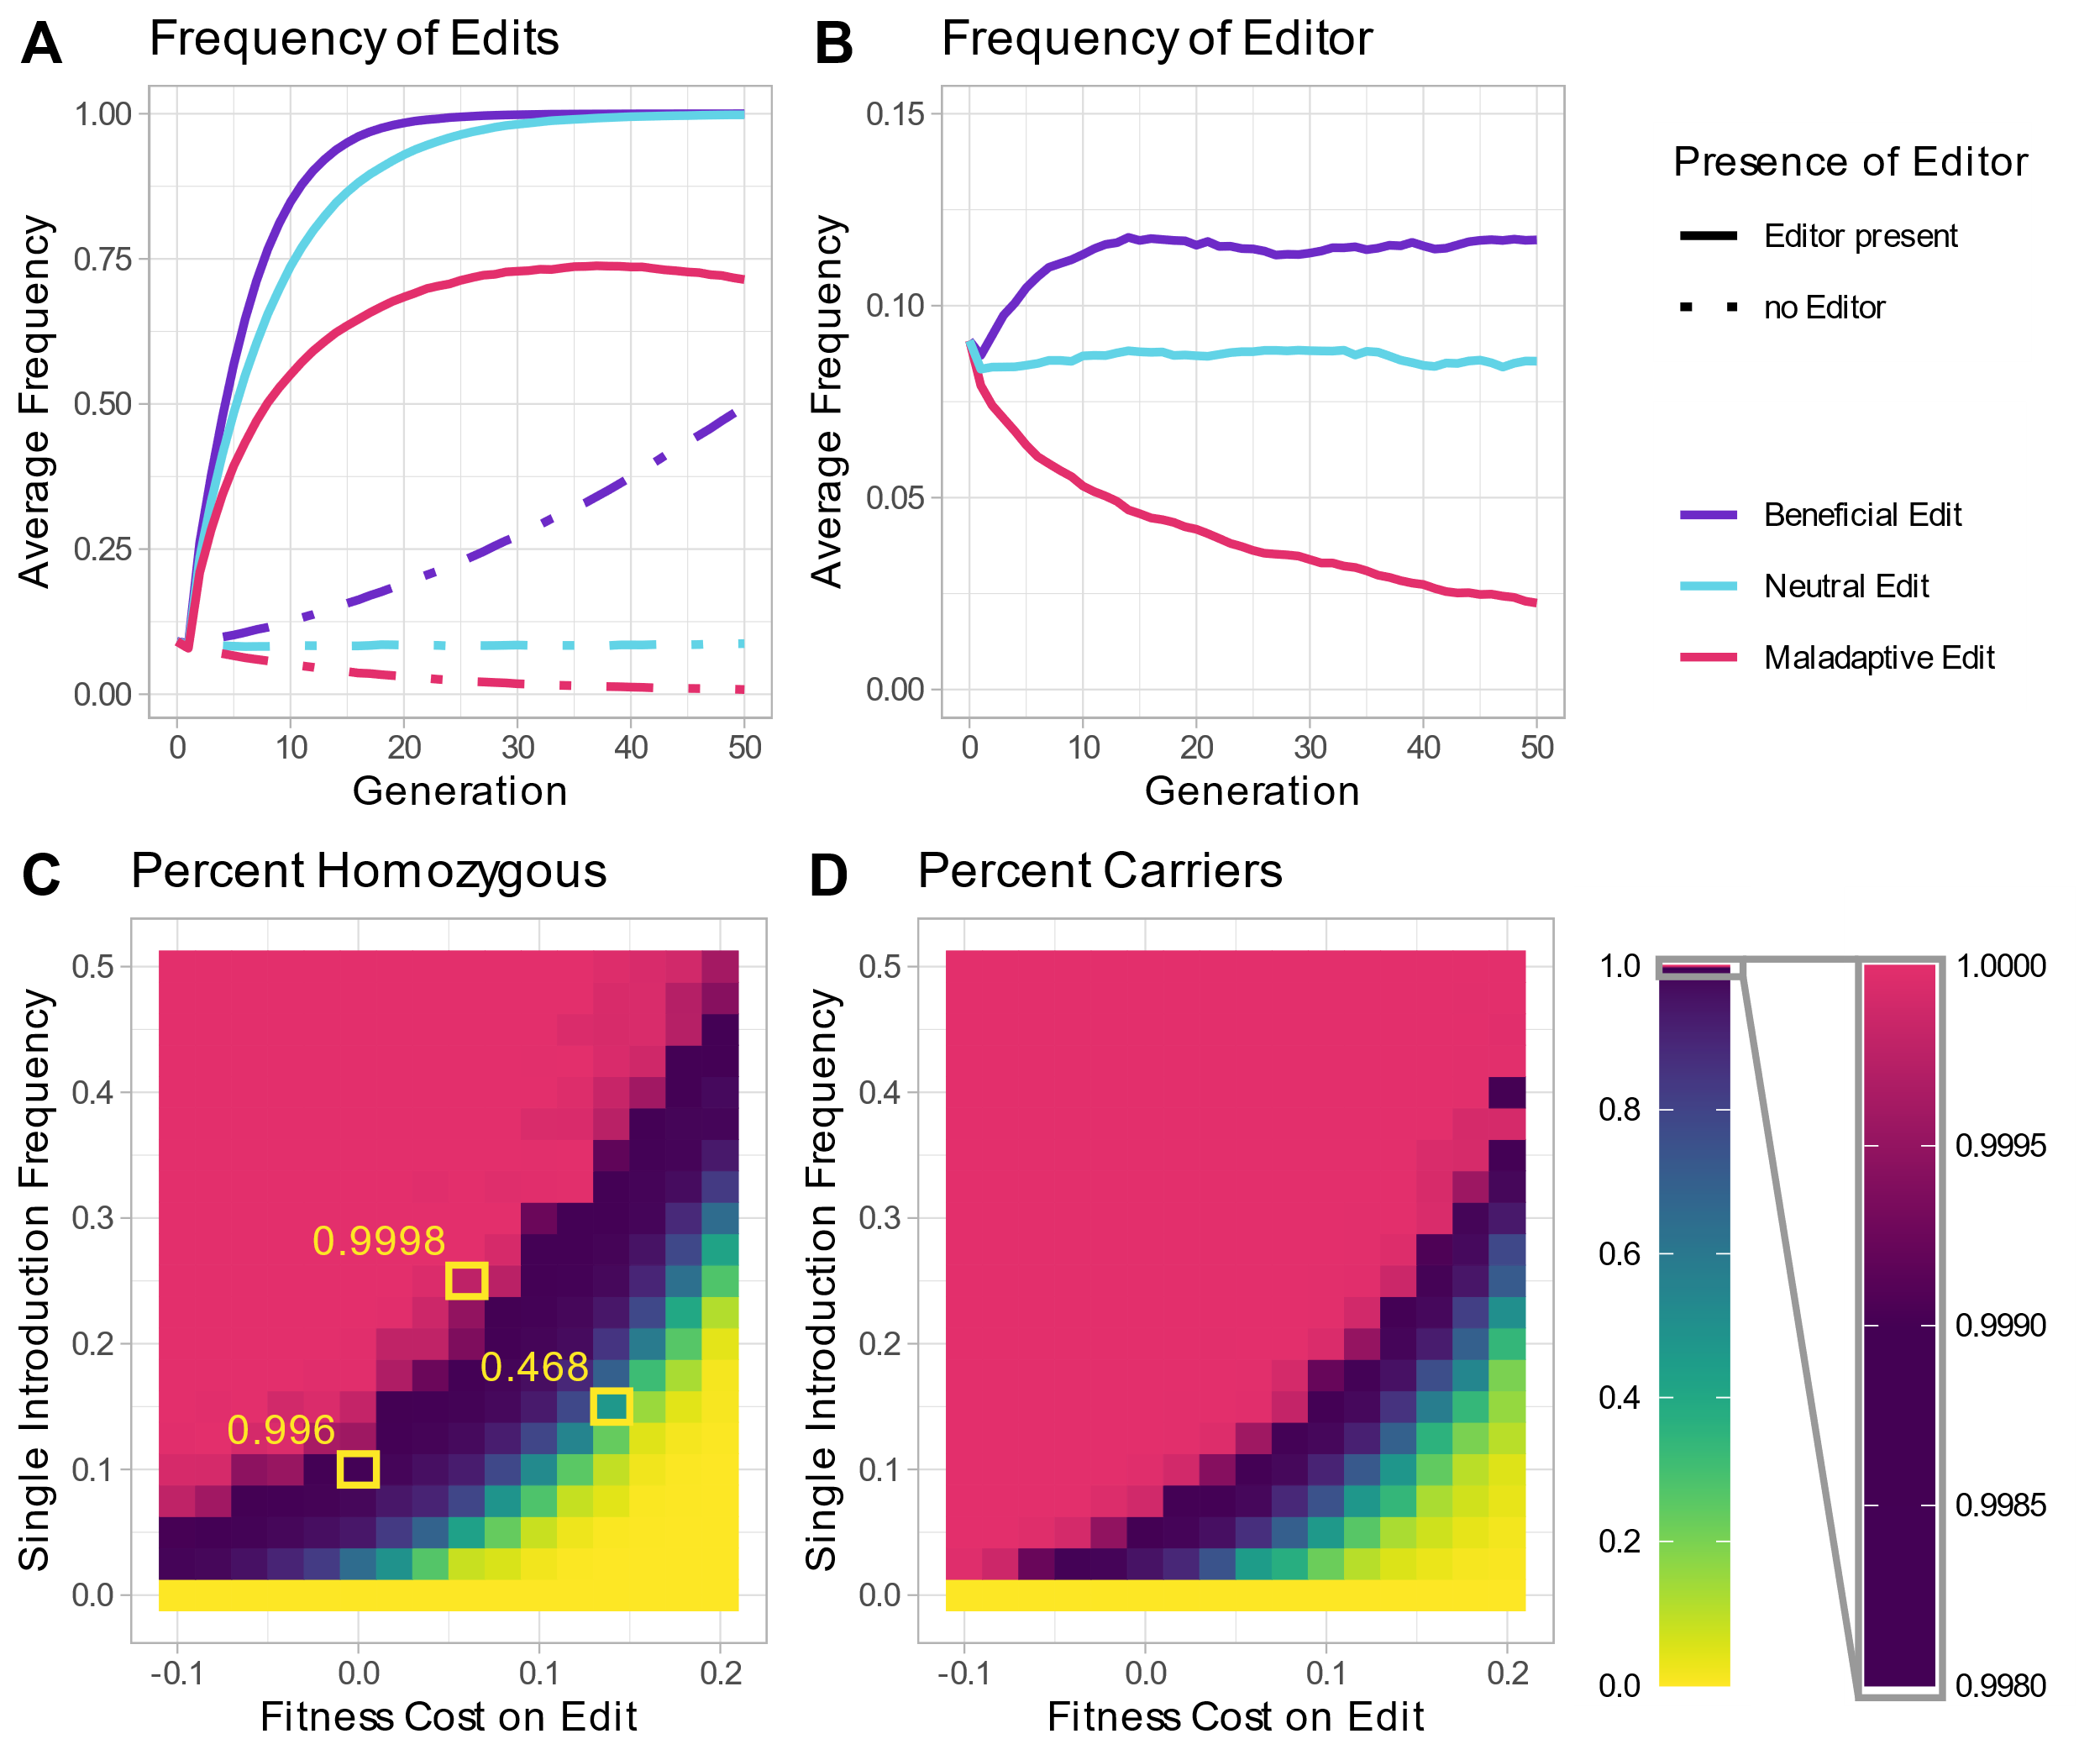 A Frequency of Edits
1.00
0.75
0.50
0.25
0.00
Average Frequency
0 10 20 30 40 50
Generation
B Frequency of Editor
0.15
0.10
0.05
0.00
Average Frequency
0 10 20 30 40 50
Generation
Presence of Editor
Editor present
no Editor
Beneficial Edit
Neutral Edit
Maladaptive Edit
C Percent Homozygous
0.5
0.4
0.3
0.2
0.1
0.0
Single Introduction Frequency
0.9998
0.468
0.996
-0.1 0.0 0.1 0.2
Fitness Cost on Edit
D Percent Carriers
0.5
0.4
0.3
0.2
0.1
0.0
Single Introduction Frequency
-0.1 0.0 0.1 0.2
Fitness Cost on Edit
1.0
0.8
0.6
0.4
0.2
0.0
1.0000
0.9995
0.9990
0.9985
0.9980